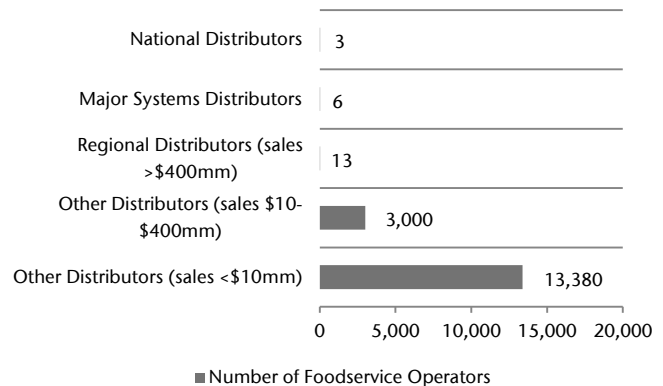 National Distributors
3
Major Systems Distributors
6
Regional Distributors (sales
>$400mm)
13
Other Distributors (sales $10-
$400mm)
3,000
Other Distributors (sales <$10mm)
13,380
0 5,000 10,000 15,000 20,000
Number of Foodservice Operators